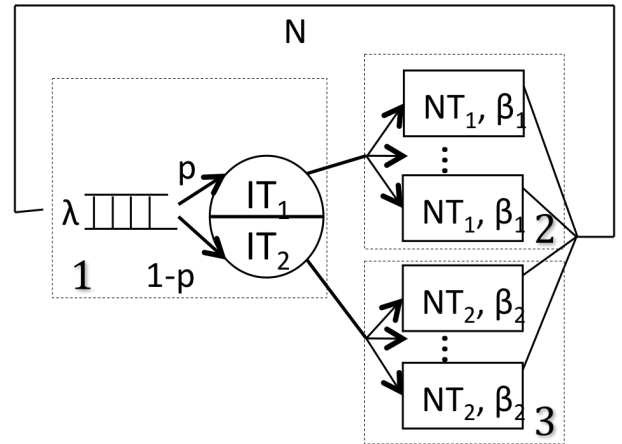 N
λ
p
1-p
1
IT₁
IT₂
NT₁, β₁
⋮
NT₁, β₁
2
NT₂, β₂
⋮
NT₂, β₂
3